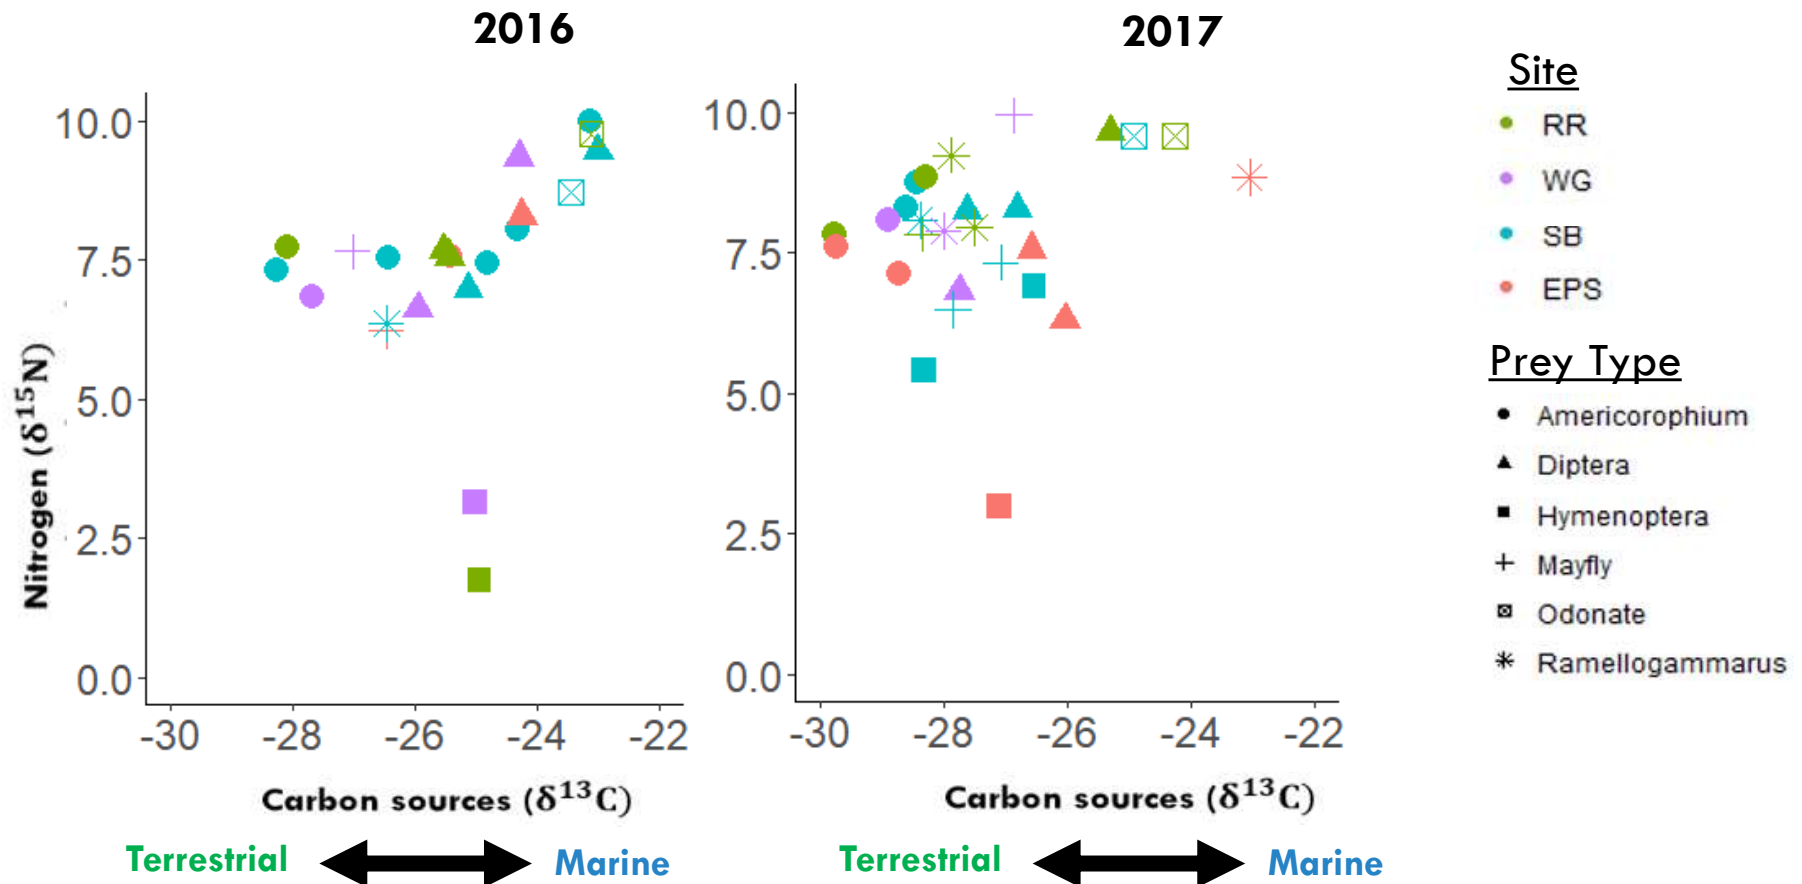 2016
10.0
7.5
5.0
2.5
0.0
-30 -28 -26 -24 -22
Nitrogen (δ¹⁵N)
Carbon sources (δ¹³C)
Terrestrial Marine
2017
10.0
7.5
5.0
2.5
0.0
-30 -28 -26 -24 -22
Carbon sources (δ¹³C)
Terrestrial Marine
Site
RR
WG
SB
EPS
Prey Type
Americorophium
Diptera
Hymenoptera
Mayfly
Odonate
Ramellogammarus